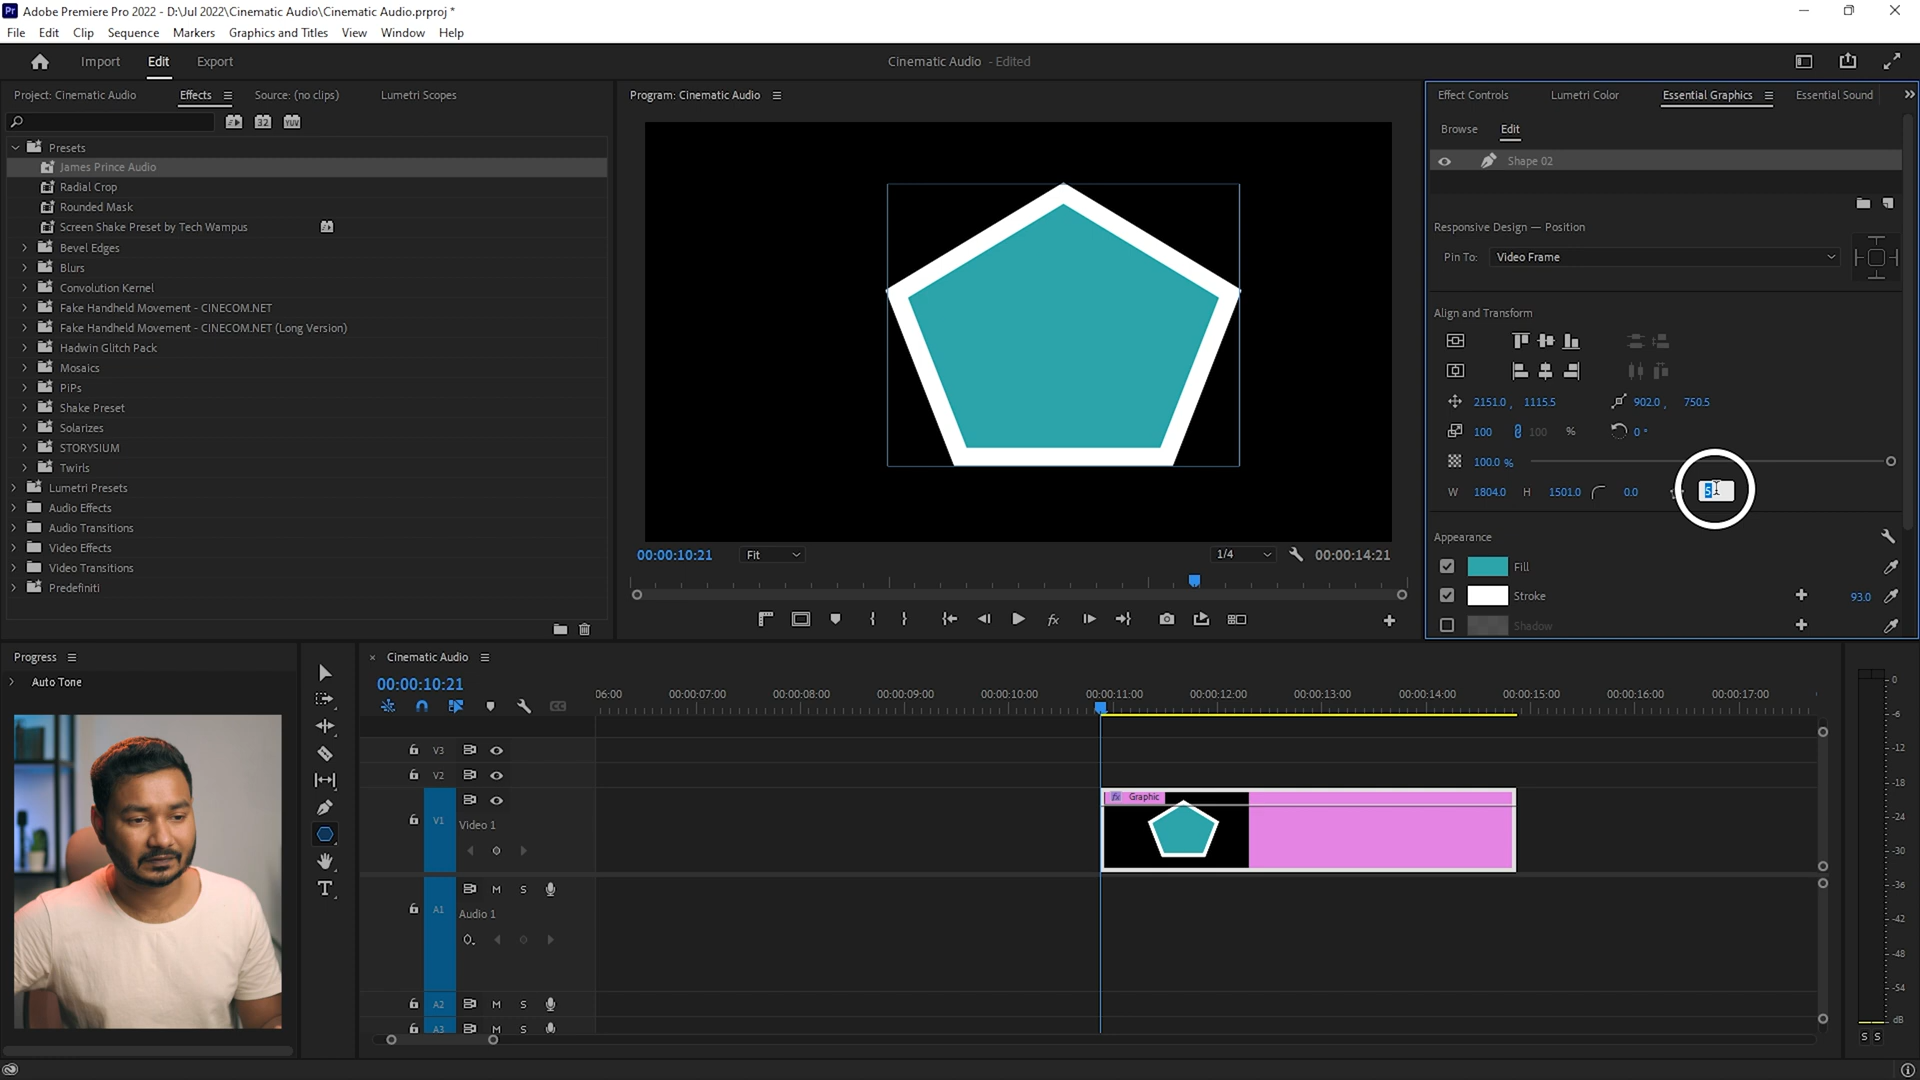 Adobe Premiere Pro 2022 - D:\Jul 2022\Cinematic Audio\Cinematic Audio.prproj *
File Edit Clip Sequence Markers Graphics and Titles View Window Help
Import Edit Export
Cinematic Audio - Edited
Project: Cinematic Audio Effects Source: (no clips) Lumetri Scopes
32 YUV
Presets
James Prince Audio
Radial Crop
Rounded Mask
Screen Shake Preset by Tech Wampus
Bevel Edges
Blurs
Convolution Kernel
Fake Handheld Movement - CINECOM.NET
Fake Handheld Movement - CINECOM.NET (Long Version)
Hadwin Glitch Pack
Mosaics
PiPs
Shake Preset
Solarizes
STORYSIUM
Twirls
Lumetri Presets
Audio Effects
Audio Transitions
Video Effects
Video Transitions
Predefiniti
Program: Cinematic Audio
00:00:10:21 Fit 1/4 00:00:14:21
Effect Controls Lumetri Color Essential Graphics Essential Sound
Browse Edit
Shape 02
Responsive Design — Position
Pin To: Video Frame
Align and Transform
2151.0 , 1115.5 902.0 , 750.5
100 100 % 0 °
100.0 %
W 1804.0 H 1501.0 0.0 5
Appearance
Fill
Stroke 93.0
Shadow
Progress
Auto Tone
Cinematic Audio
00:00:10:21
06:00 00:00:07:00 00:00:08:00 00:00:09:00 00:00:10:00 00:00:11:00 00:00:12:00 00:00:13:00 00:00:14:00 00:00:15:00 00:00:16:00 00:00:17:00
V3
V2
V1
Video 1
fx Graphic
A1 M S
Audio 1
A2 M S
A3 M S
0
-6
-12
-18
-24
-30
-36
-42
-48
-54
dB
S S